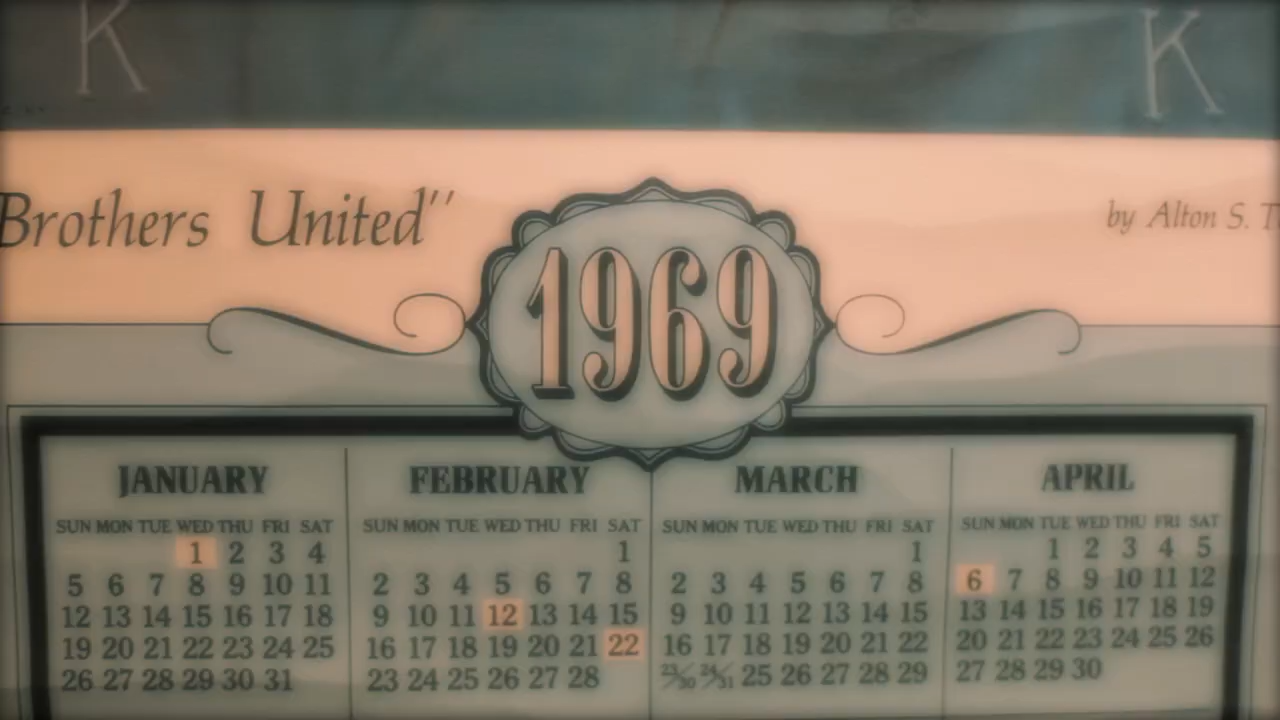 K K
Brothers United"
by Alton S.
1969
JANUARY FEBRUARY MARCH APRIL
SUN MON TUE WED THU FRI SAT SUN MON TUE WED THU FRI SAT SUN MON TUE WED THU FRI SAT SUN MON TUE WED THU FRI SAT
1 2 3 4 1 1 1 2 3 4 5
5 6 7 8 9 10 11 2 3 4 5 6 7 8 2 3 4 5 6 7 8 6 7 8 9 10 11 12
12 13 14 15 16 17 18 9 10 11 12 13 14 15 9 10 11 12 13 14 15 13 14 15 16 17 18 19
19 20 21 22 23 24 25 16 17 18 19 20 21 22 16 17 18 19 20 21 22 20 21 22 23 24 25 26
26 27 28 29 30 31 23 24 25 26 27 28 23/30 24/31 25 26 27 28 29 27 28 29 30